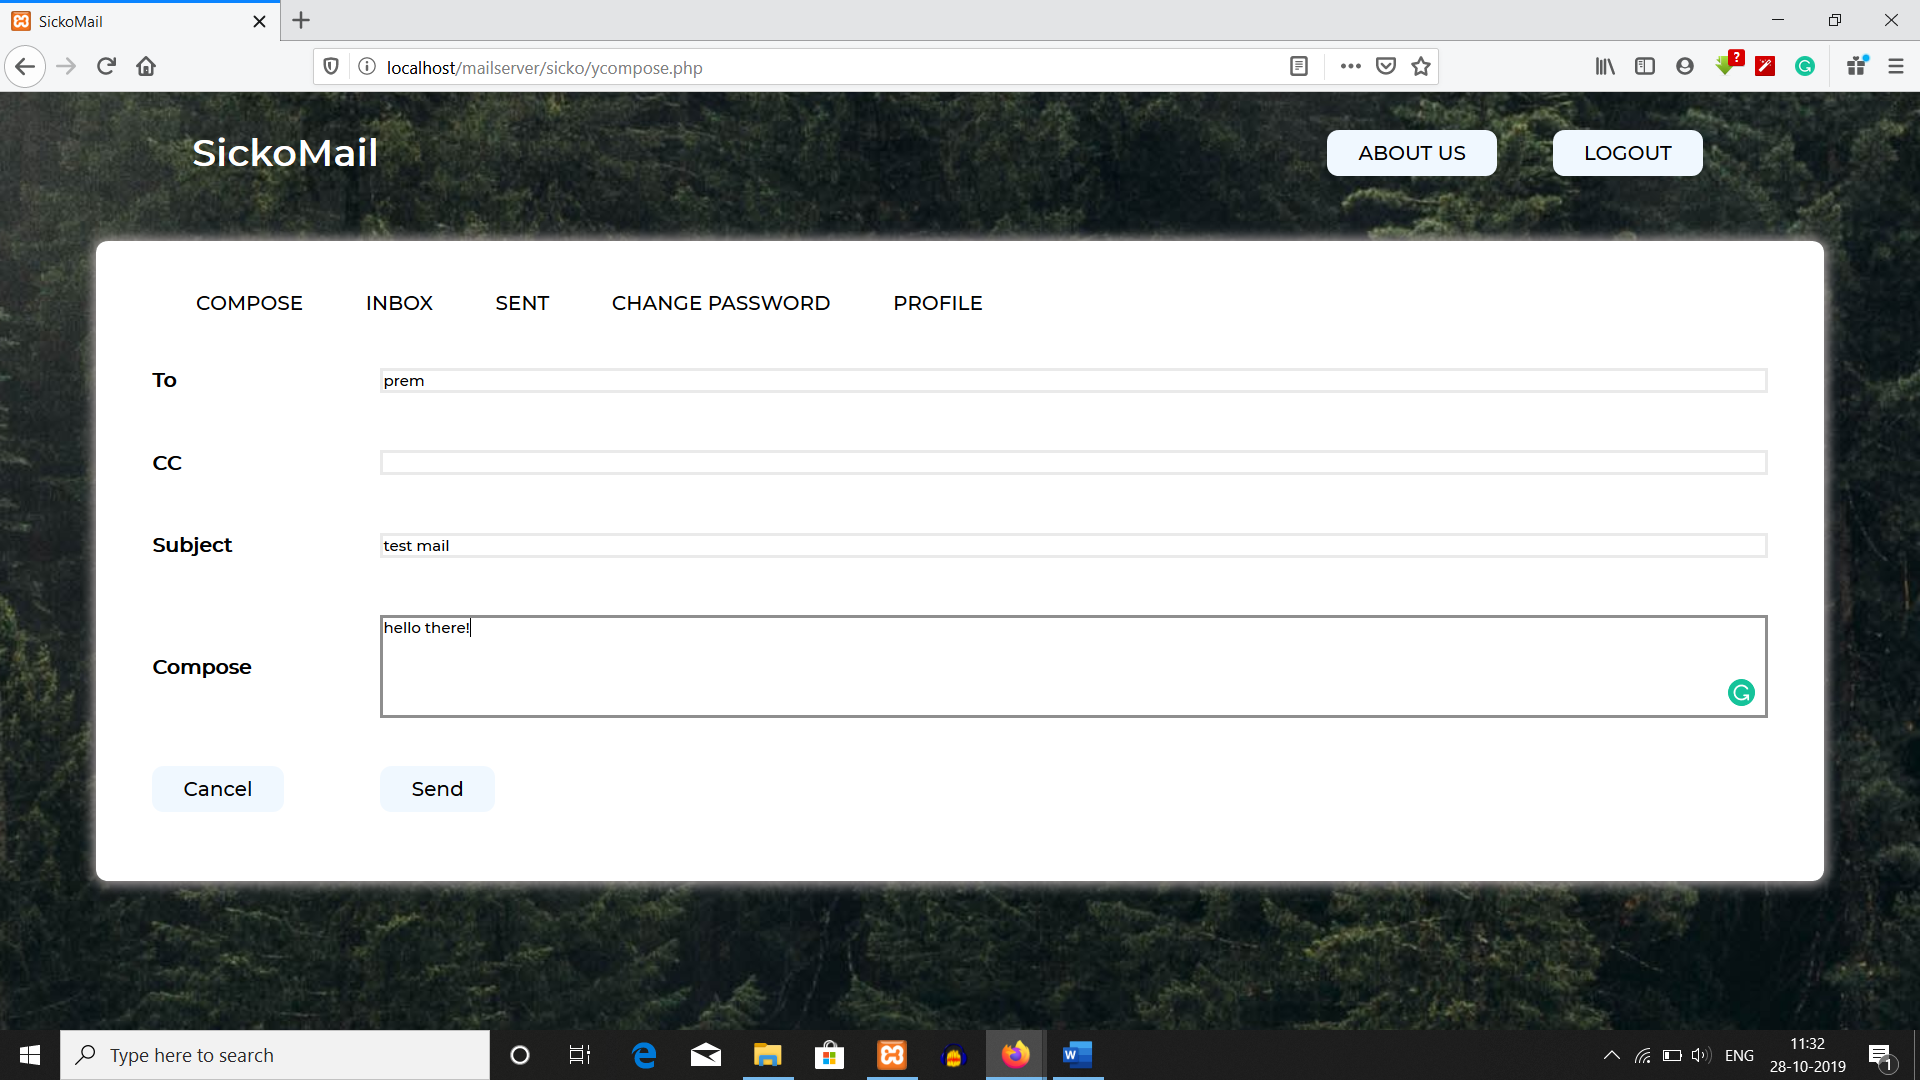 SickoMail
localhost/mailserver/sicko/ycompose.php
?
SickoMail
ABOUT US
LOGOUT
COMPOSE INBOX SENT CHANGE PASSWORD PROFILE
To
prem
CC
Subject
test mail
hello there!
Compose
Cancel
Send
Type here to search
W
ENG
11:32
28-10-2019
1